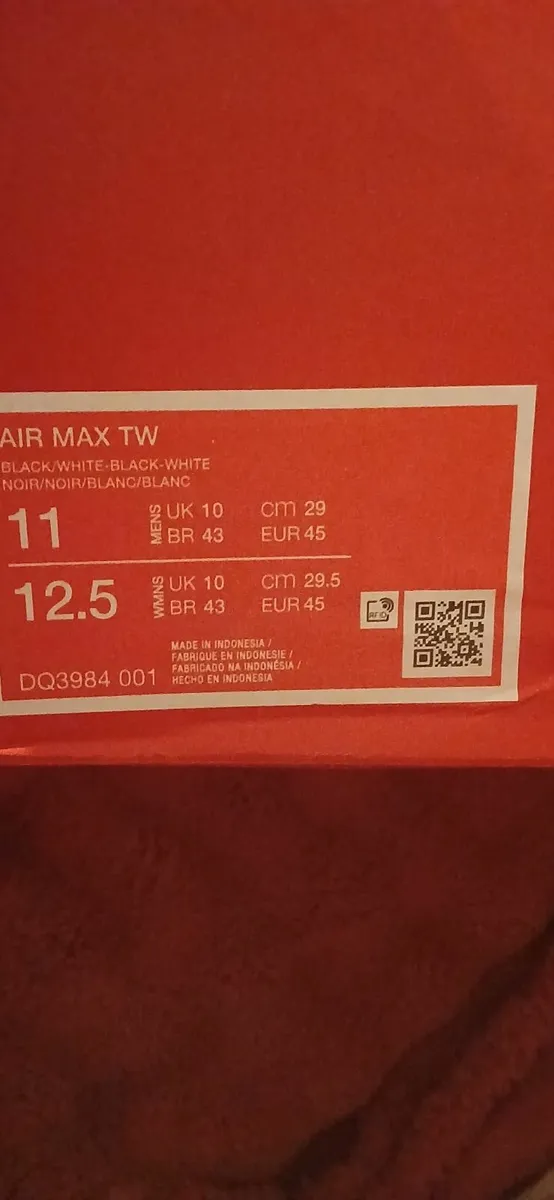 AIR MAX TW
BLACK/WHITE-BLACK-WHITE
NOIR/NOIR/BLANC/BLANC
11 MENS UK 10 cm 29
BR 43 EUR 45
12.5 WMNS UK 10 cm 29.5
BR 43 EUR 45
RFID
MADE IN INDONESIA /
FABRIQUE EN INDONESIE /
FABRICADO NA INDONÉSIA /
HECHO EN INDONESIA
DQ3984 001